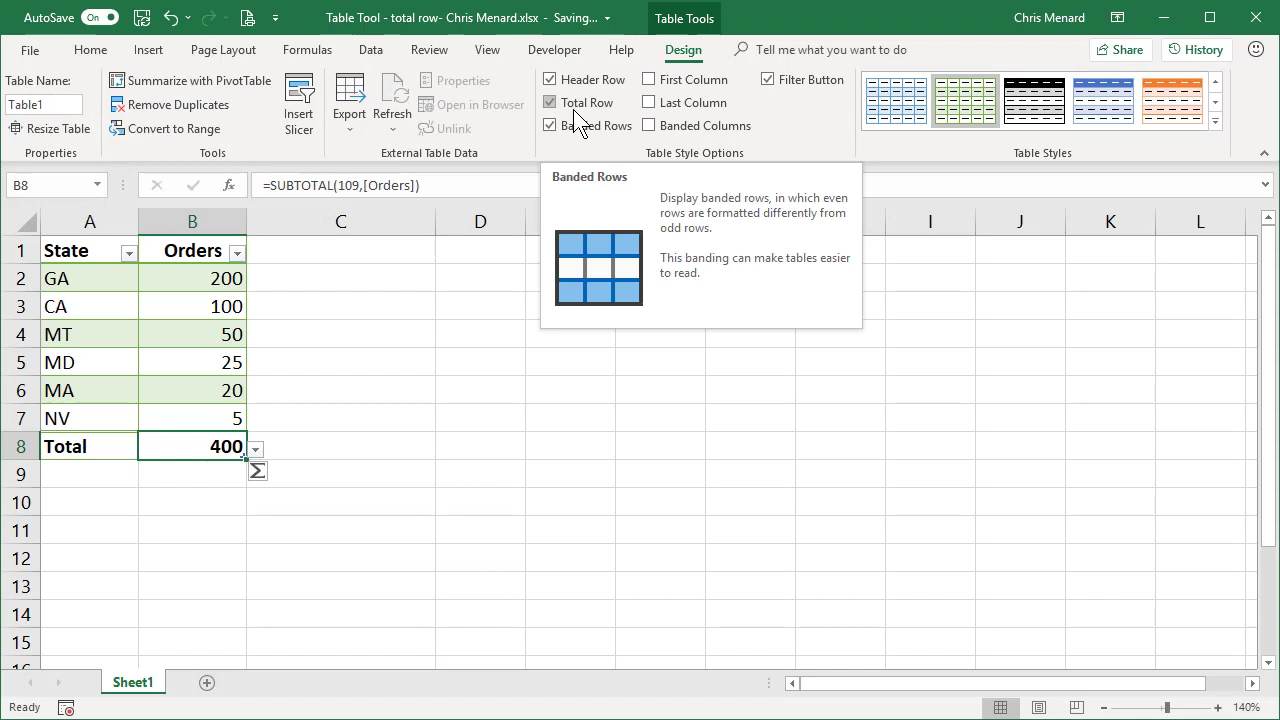 AutoSave On Table Tool - total row- Chris Menard.xlsx - Saving... Table Tools Chris Menard
File Home Insert Page Layout Formulas Data Review View Developer Help Design Tell me what you want to do Share History
Table Name:
Table1
Resize Table
Properties
Summarize with PivotTable
Remove Duplicates
Convert to Range
Tools
Insert
Slicer
Export
Refresh
Properties
Open in Browser
Unlink
External Table Data
Header Row
Total Row
Banded Rows
First Column
Last Column
Banded Columns
Filter Button
Table Style Options
Table Styles
B8 fx =SUBTOTAL(109,[Orders])
Banded Rows
Display banded rows, in which even
rows are formatted differently from
odd rows.
This banding can make tables easier
to read.
A B C D I J K L
1 State Orders
2 GA 200
3 CA 100
4 MT 50
5 MD 25
6 MA 20
7 NV 5
8 Total 400
9
10
11
12
13
14
15
Sheet1
Ready 140%